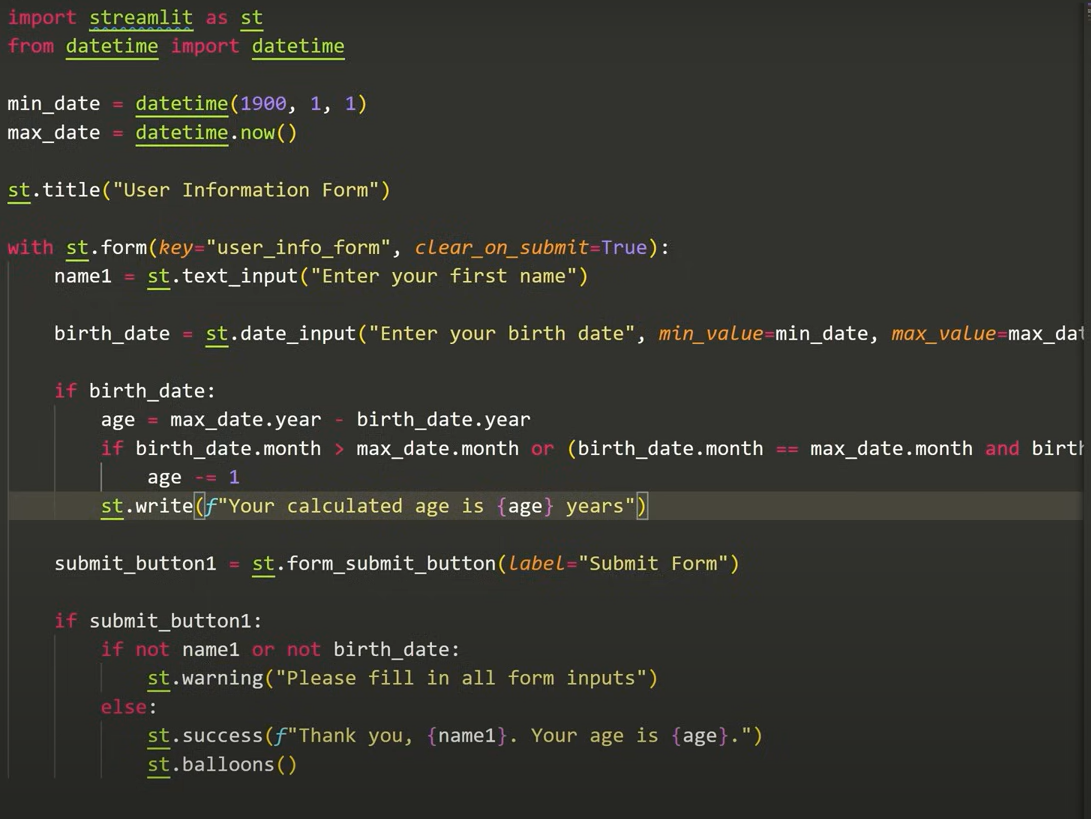 import streamlit as st
from datetime import datetime
min_date = datetime(1900, 1, 1)
max_date = datetime.now()
st.title("User Information Form")
with st.form(key="user_info_form", clear_on_submit=True):
    name1 = st.text_input("Enter your first name")
    birth_date = st.date_input("Enter your birth date", min_value=min_date, max_value=max_dat
    if birth_date:
        age = max_date.year - birth_date.year
        if birth_date.month > max_date.month or (birth_date.month == max_date.month and birth
            age -= 1
        st.write(f"Your calculated age is {age} years")
    submit_button1 = st.form_submit_button(label="Submit Form")
    if submit_button1:
        if not name1 or not birth_date:
            st.warning("Please fill in all form inputs")
        else:
            st.success(f"Thank you, {name1}. Your age is {age}.")
            st.balloons()